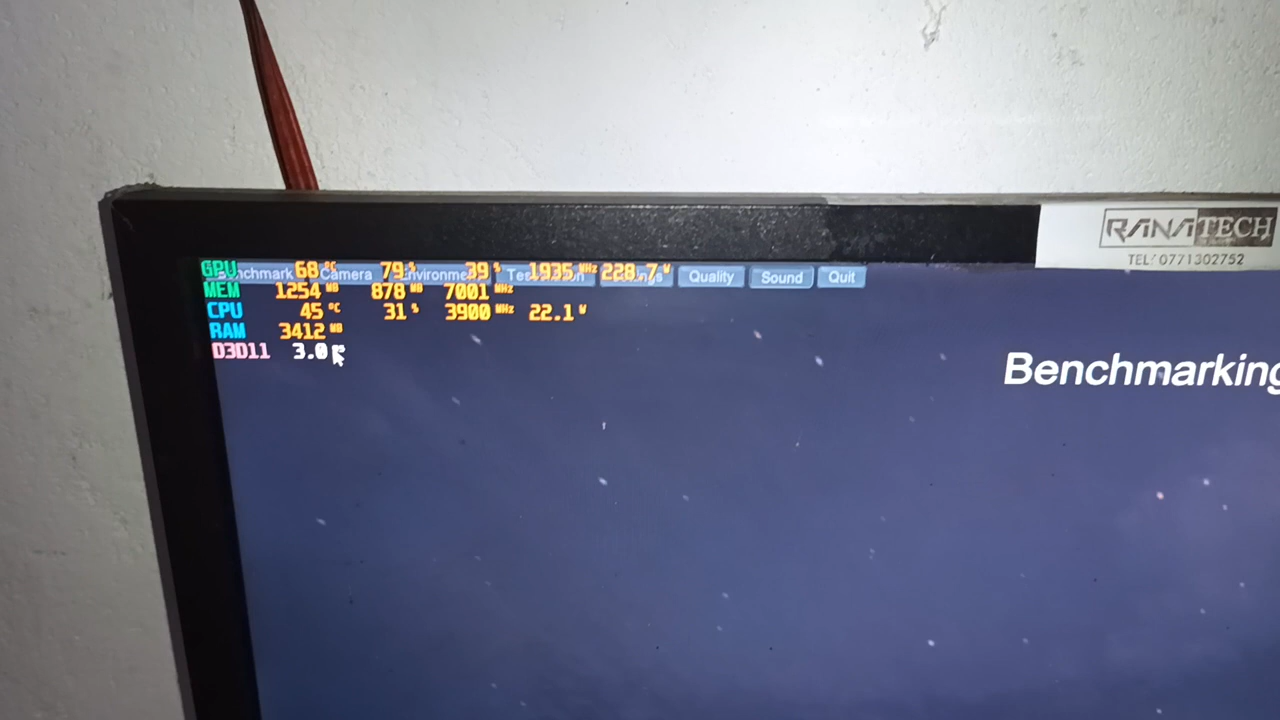 RANATECH
TEL: 0771302752
GPU 68 °C 79 % 39 % 1935 MHz 228.7 W
Quality Sound Quit
MEM 1254 MB 878 MB 7001 MHz
CPU 45 °C 31 % 3900 MHz 22.1 W
RAM 3412 MB
D3D11 3.0
Benchmarking